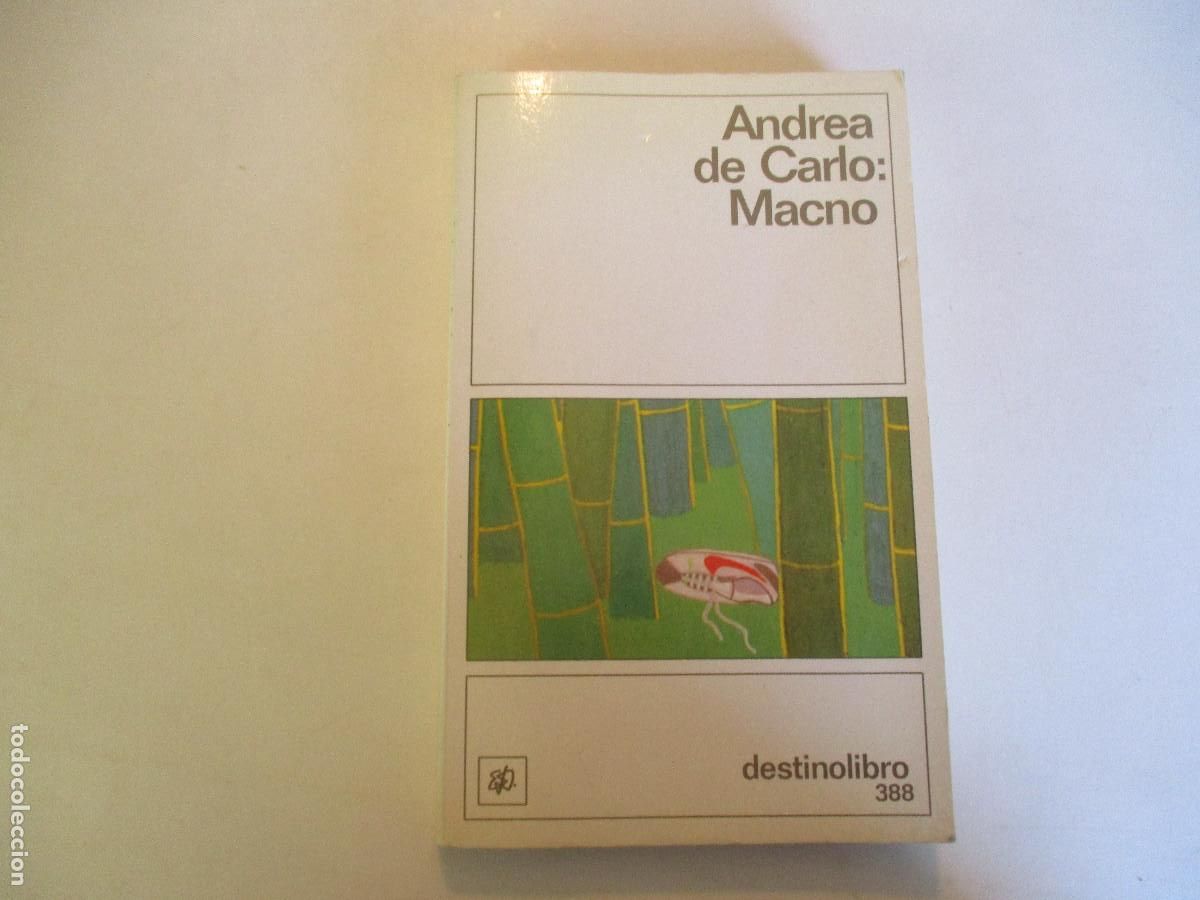 Andrea
de Carlo:
Macno
destinolibro
388
todocoleccion